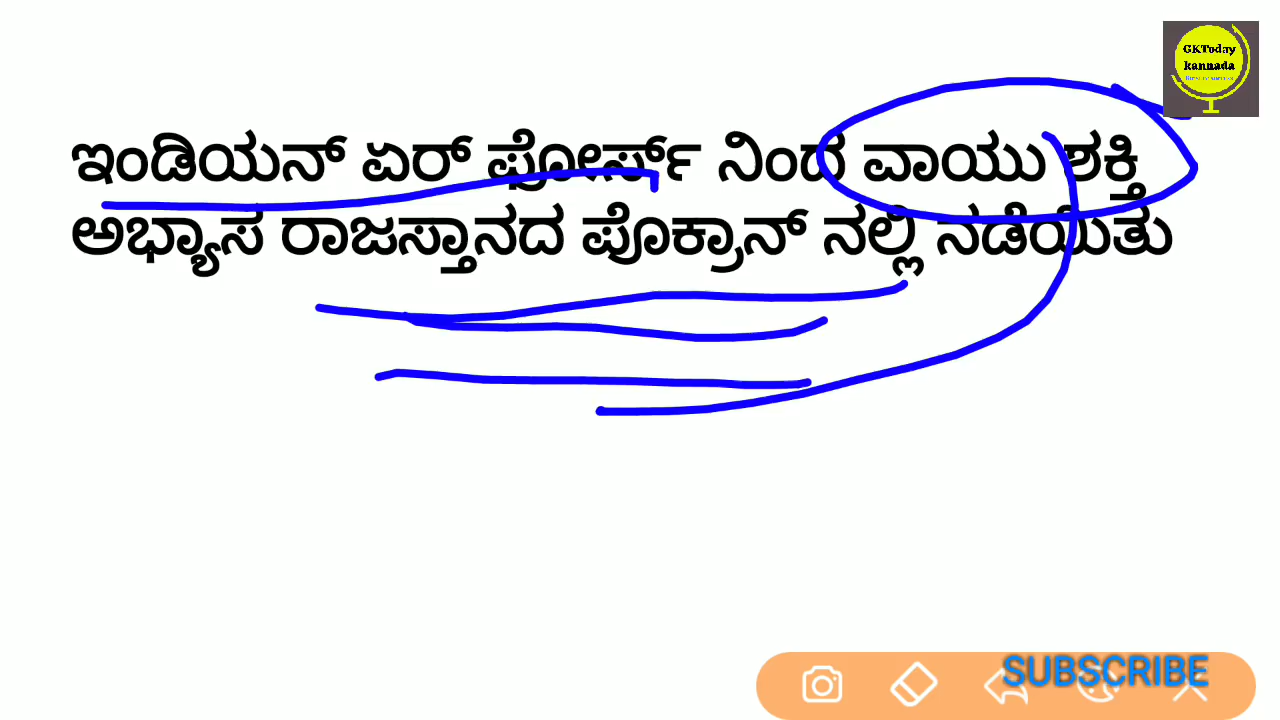 GKToday
kannada
ಇಂಡಿಯನ್ ಏರ್ ಫೋರ್ಸ್ ನಿಂದ ವಾಯು ಶಕ್ತಿ
ಅಭ್ಯಾಸ ರಾಜಸ್ತಾನದ ಪೊಕ್ರಾನ್ ನಲ್ಲಿ ನಡೆಯಿತು
SUBSCRIBE